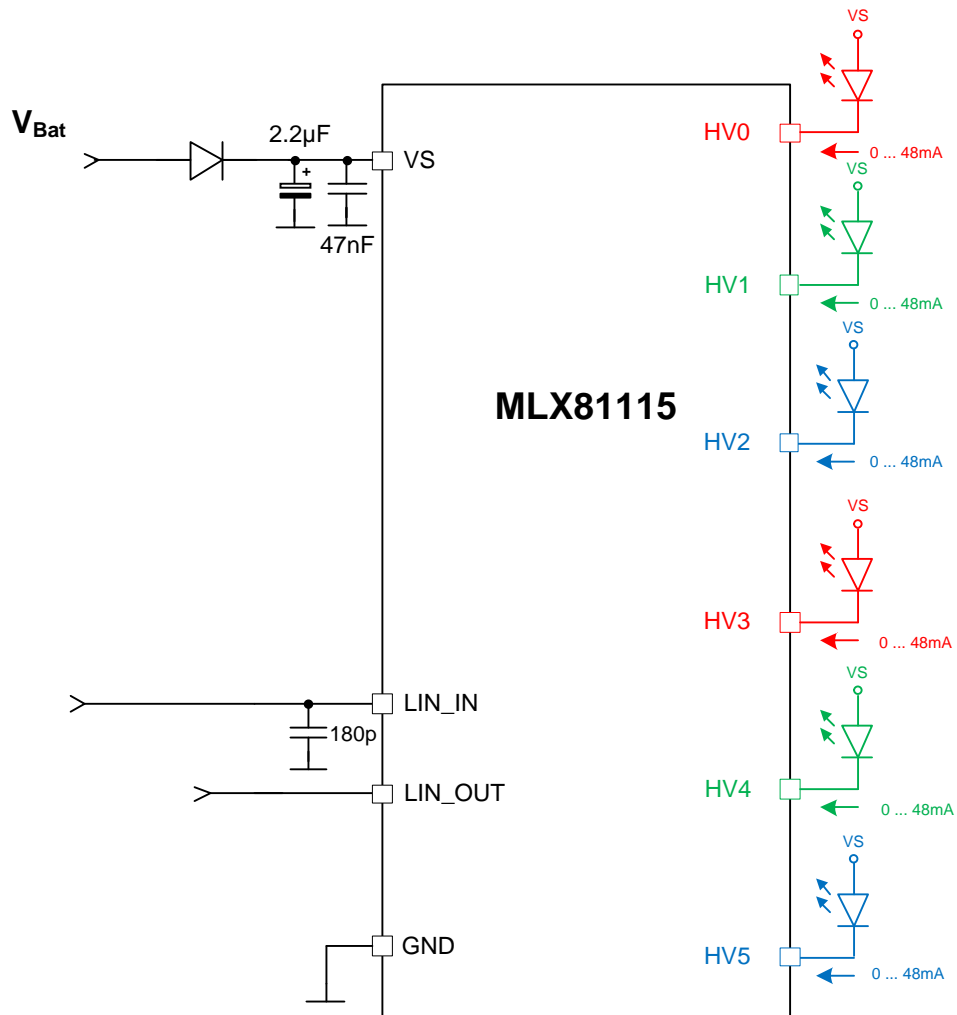 VS
V_Bat
2.2µF
+
VS
HV0
0 ... 48mA
47nF
VS
HV1
0 ... 48mA
VS
MLX81115
HV2
0 ... 48mA
VS
HV3
0 ... 48mA
VS
LIN_IN
180p
LIN_OUT
HV4
0 ... 48mA
VS
GND
HV5
0 ... 48mA